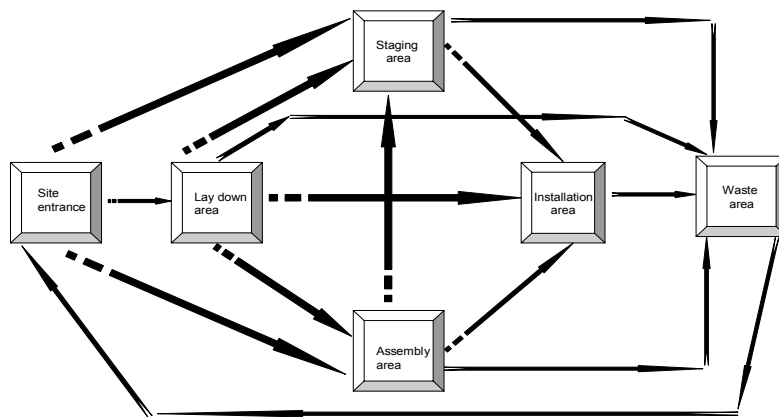 Staging
area
Site
entrance
Lay down
area
Installation
area
Waste
area
Assembly
area